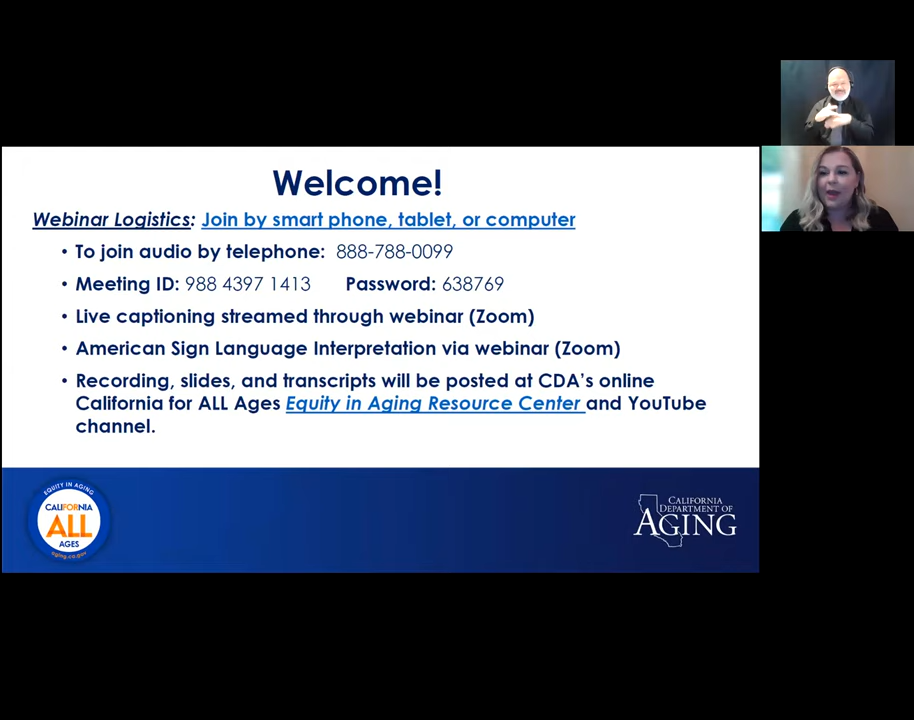 Welcome!
Webinar Logistics: Join by smart phone, tablet, or computer
• To join audio by telephone: 888-788-0099
• Meeting ID: 988 4397 1413 Password: 638769
• Live captioning streamed through webinar (Zoom)
• American Sign Language Interpretation via webinar (Zoom)
• Recording, slides, and transcripts will be posted at CDA's online
California for ALL Ages Equity in Aging Resource Center and YouTube
channel.
EQUITY IN AGING
CALIFORNIA
ALL
AGES
aging.ca.gov
CALIFORNIA
DEPARTMENT OF
AGING